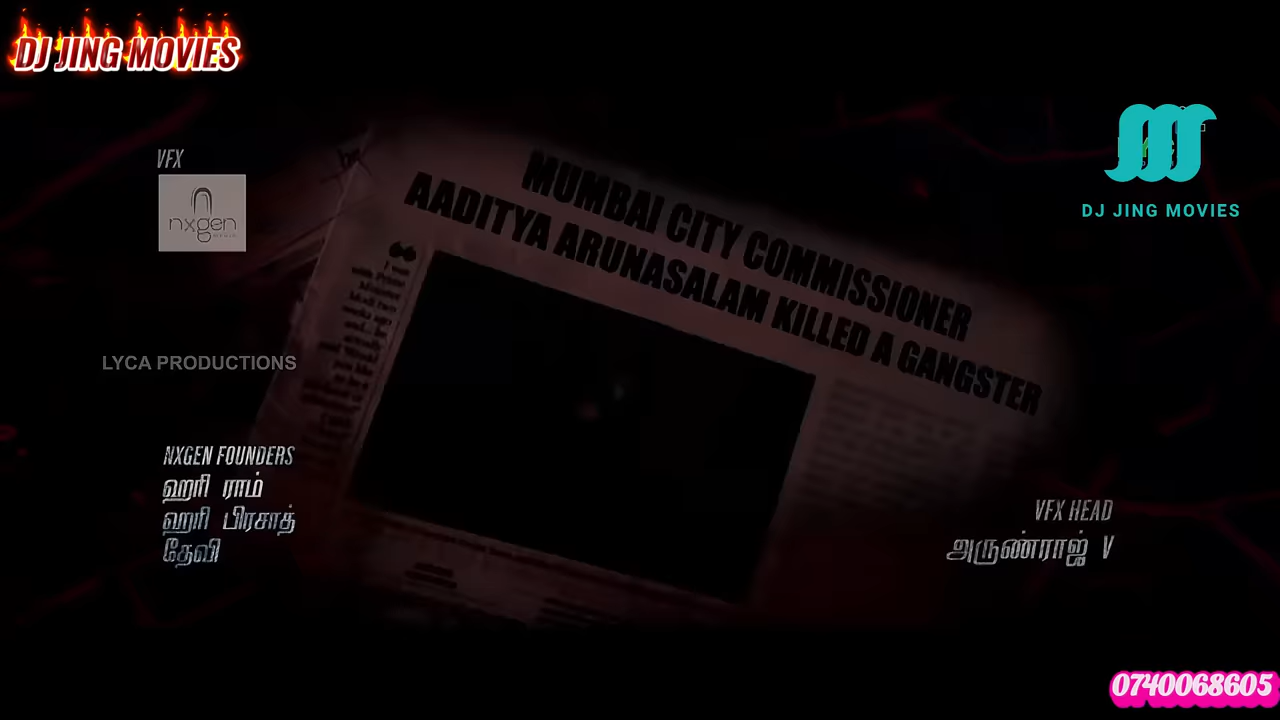 DJ JING MOVIES
VFX
nxgen
MEDIA
DJ JING MOVIES
MUMBAI CITY COMMISSIONER
AADITYA ARUNASALAM KILLED A GANGSTER
LYCA PRODUCTIONS
NXGEN FOUNDERS
ஹரி ராம்
ஹரி பிரசாத்
தேவி
VFX HEAD
அருண்ராஜ் V
0740068605